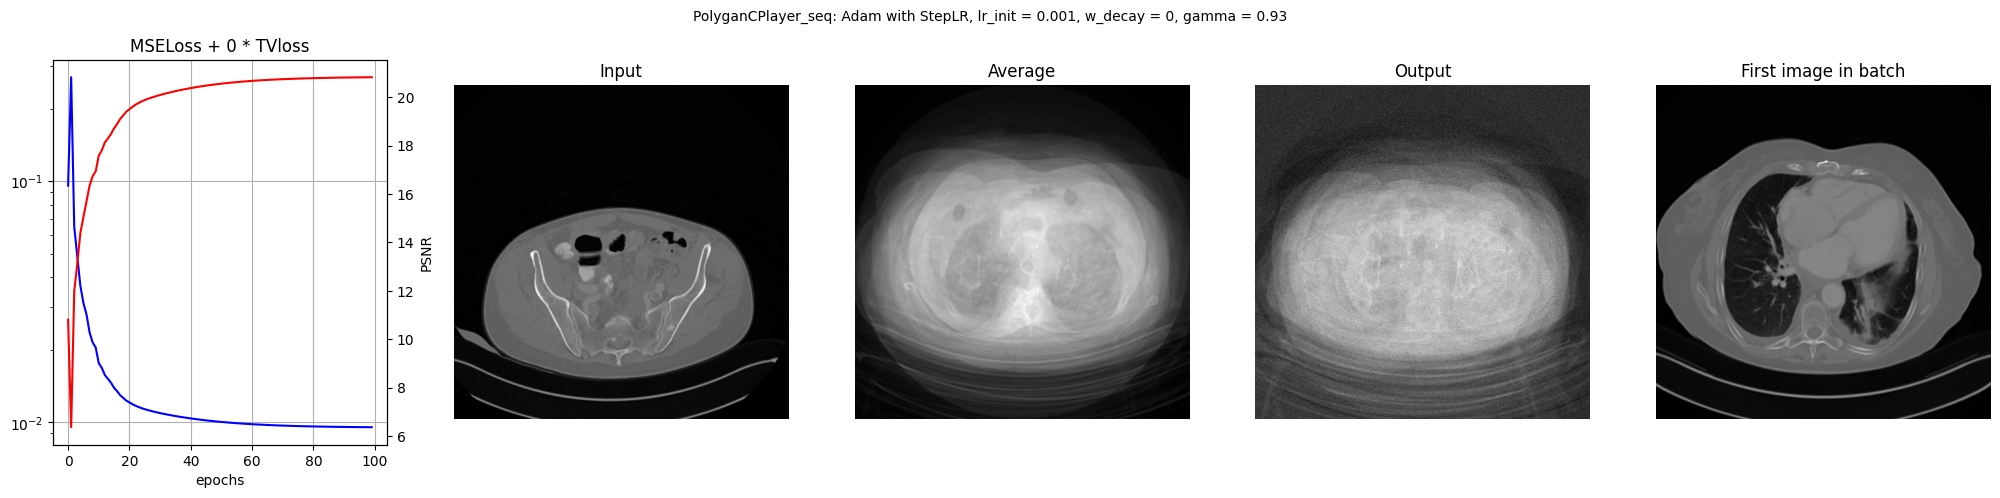 PolyganCPlayer_seq: Adam with StepLR, lr_init = 0.001, w_decay = 0, gamma = 0.93
MSELoss + 0 * TVloss
Input
Average
Output
First image in batch
10⁻¹
10⁻²
20
18
16
14
12
10
8
6
PSNR
0
20
40
60
80
100
epochs